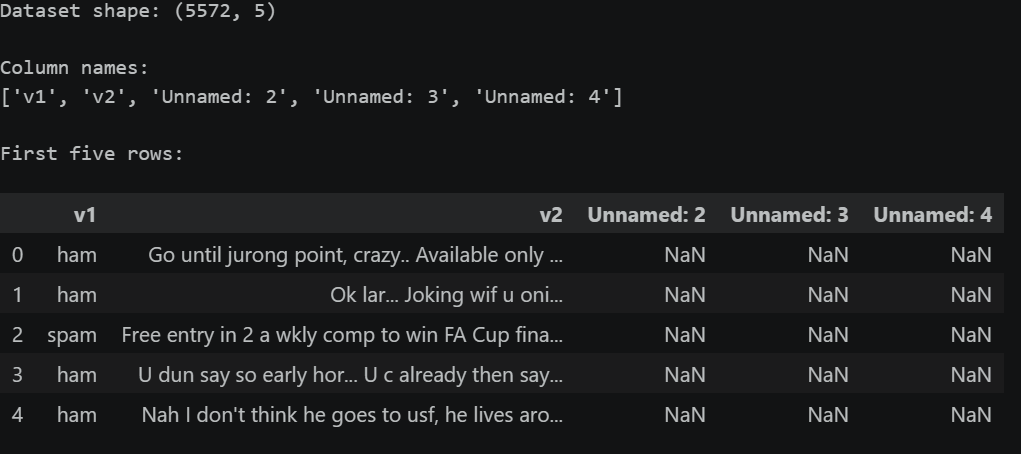 Dataset shape: (5572, 5)
Column names:
['v1', 'v2', 'Unnamed: 2', 'Unnamed: 3', 'Unnamed: 4']
First five rows:
v1 v2 Unnamed: 2 Unnamed: 3 Unnamed: 4
0 ham Go until jurong point, crazy.. Available only ... NaN NaN NaN
1 ham Ok lar... Joking wif u oni... NaN NaN NaN
2 spam Free entry in 2 a wkly comp to win FA Cup fina... NaN NaN NaN
3 ham U dun say so early hor... U c already then say... NaN NaN NaN
4 ham Nah I don't think he goes to usf, he lives aro... NaN NaN NaN